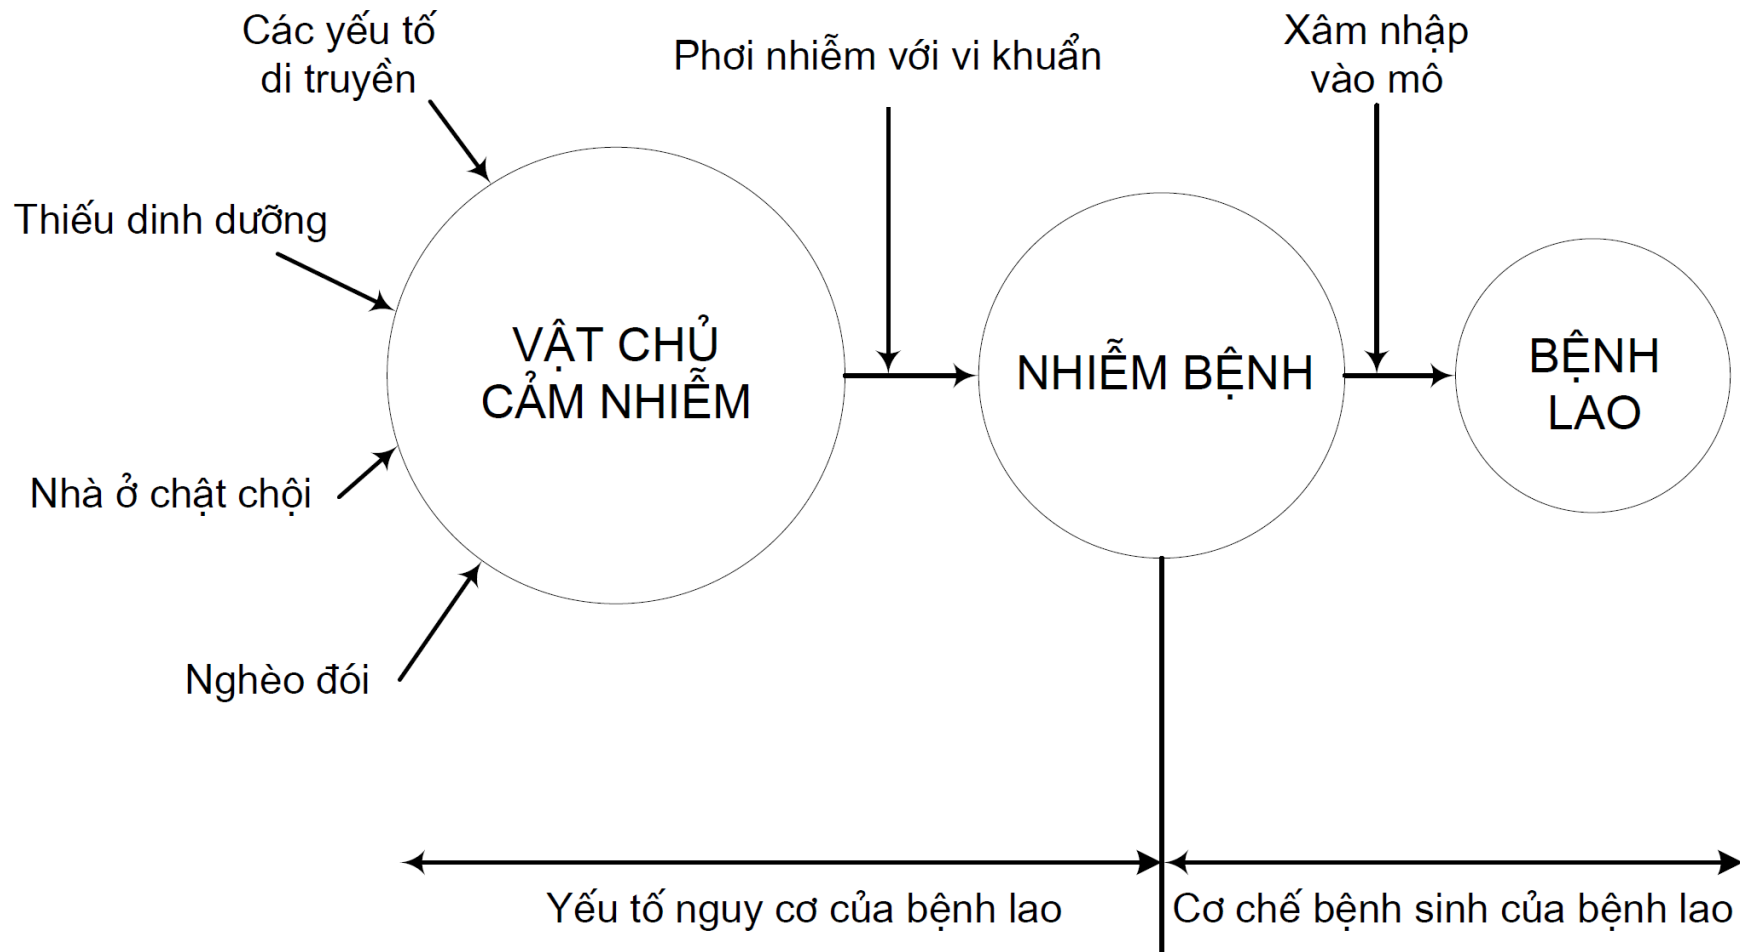 Các yếu tố
di truyền
Phơi nhiễm với vi khuẩn
Xâm nhập
vào mô
Thiếu dinh dưỡng
VẬT CHỦ
CẢM NHIỄM
NHIỄM BỆNH
BỆNH
LAO
Nhà ở chật chội
Nghèo đói
Yếu tố nguy cơ của bệnh lao
Cơ chế bệnh sinh của bệnh lao